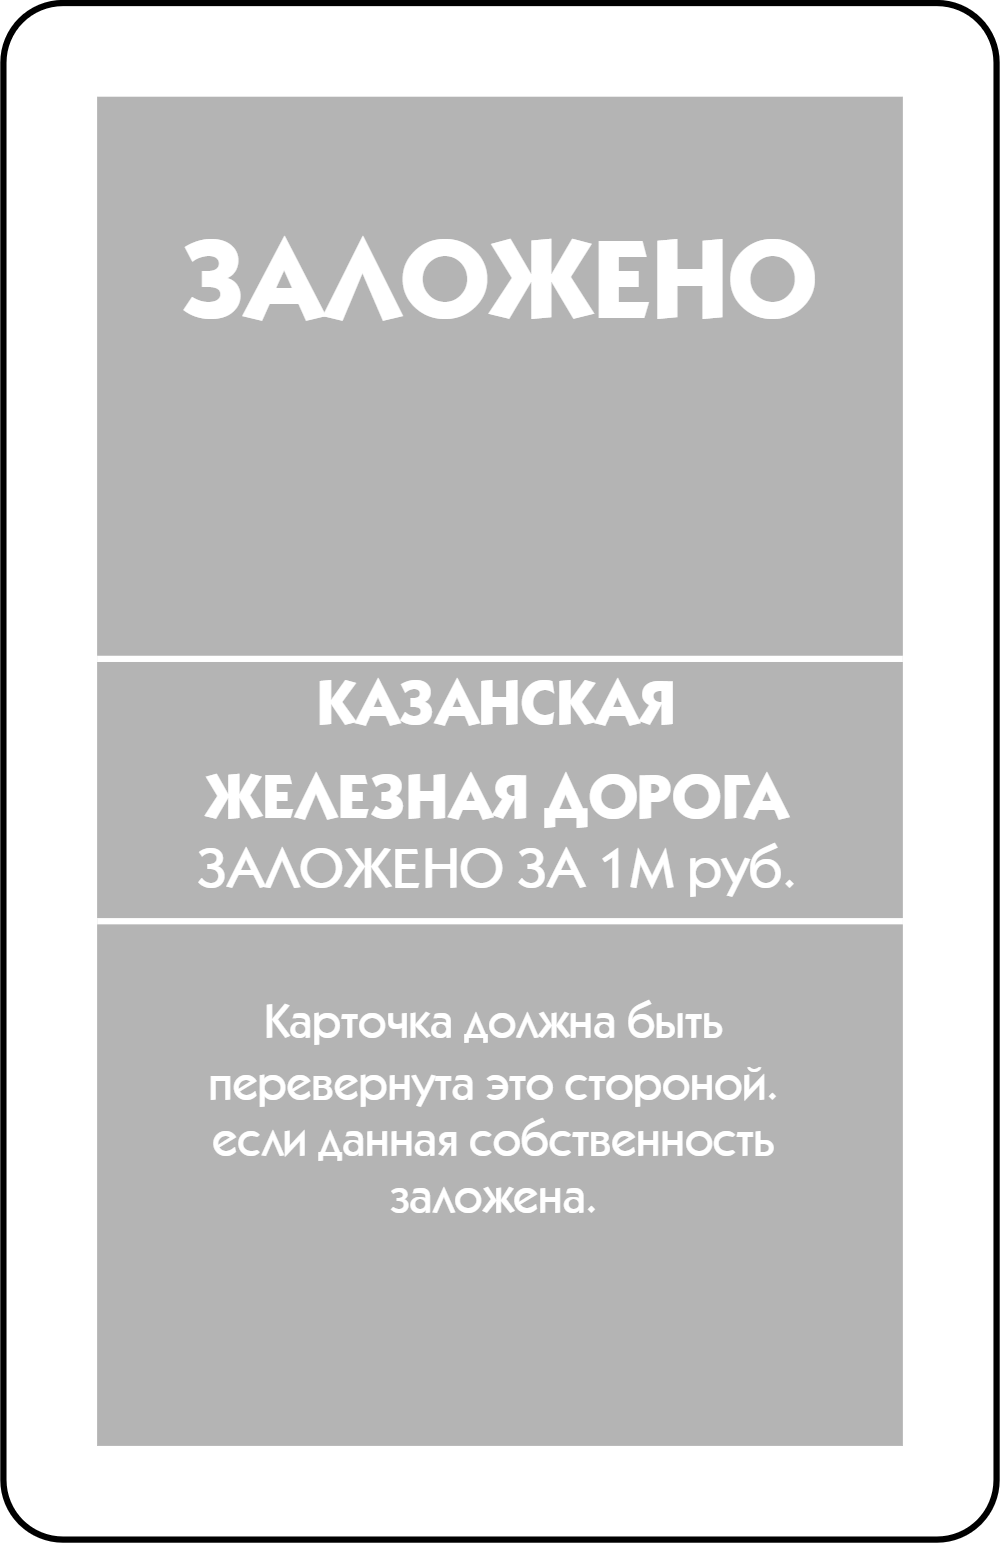 ЗАЛОЖЕНО
КАЗАНСКАЯ
ЖЕЛЕЗНАЯ ДОРОГА
ЗАЛОЖЕНО ЗА 1М руб.
Карточка должна быть
перевернута это стороной.
если данная собственность
заложена.